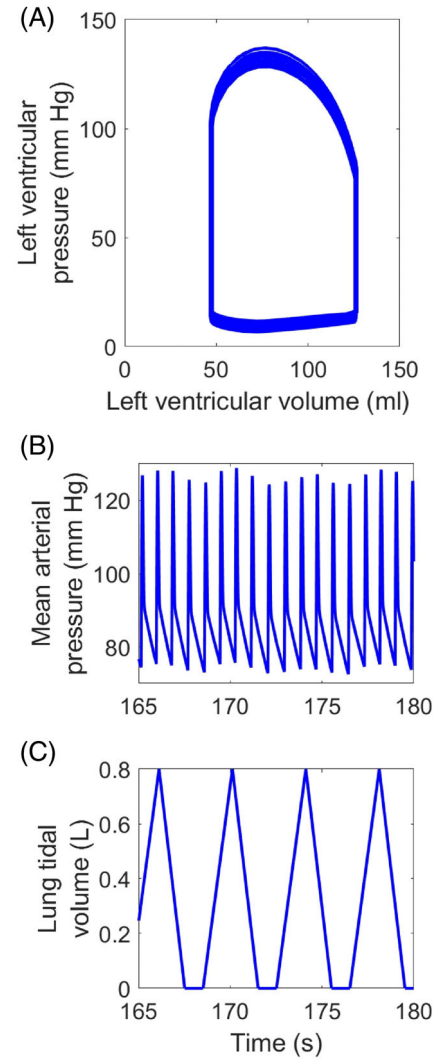 (A)
150
100
50
0
Left ventricular
pressure (mm Hg)
0 50 100 150
Left ventricular volume (ml)
(B)
120
100
80
Mean arterial
pressure (mm Hg)
165 170 175 180
(C)
0.8
0.6
0.4
0.2
0
Lung tidal
volume (L)
165 170 175 180
Time (s)